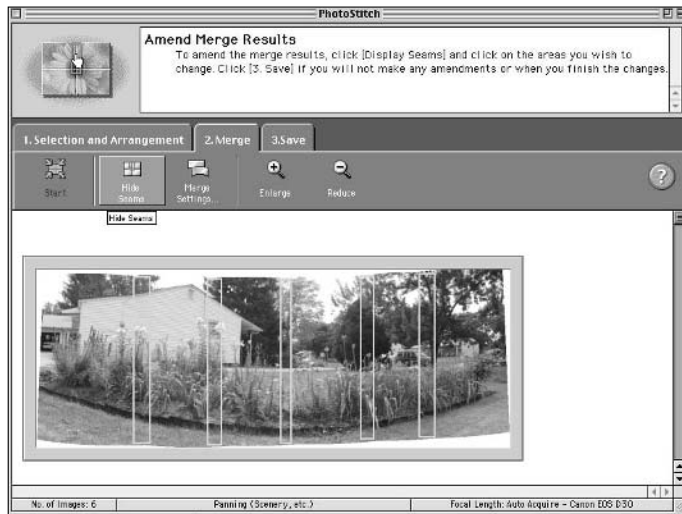 PhotoStitch
Amend Merge Results
To amend the merge results, click [Display Seams] and click on the areas you wish to
change. Click [3. Save] if you will not make any amendments or when you finish the changes.
1.Selection and Arrangement 2.Merge 3.Save
Start
Hide
Seams
Merge
Settings...
Enlarge
Reduce
?
Hide Seams
No. of Images: 6
Panning (Scenery, etc.)
Focal Length: Auto Acquire - Canon EOS D30